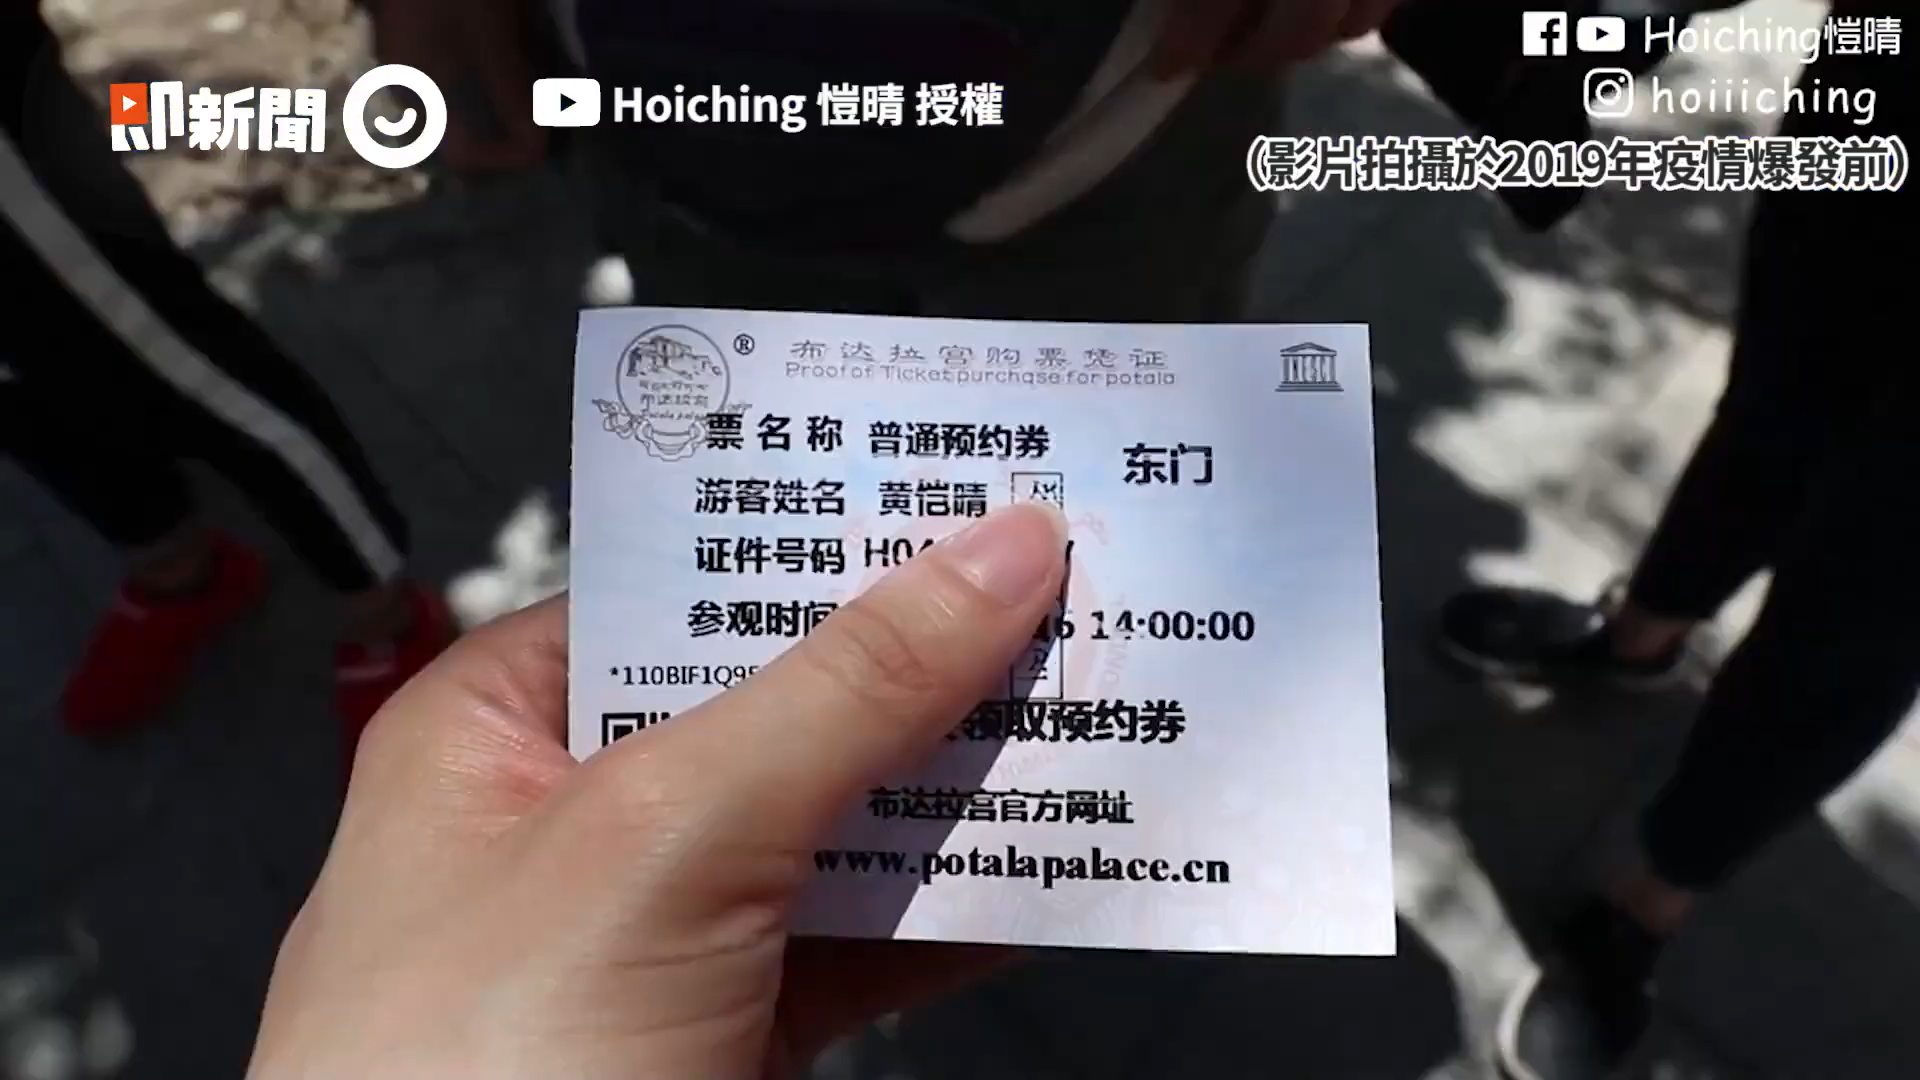 Hoiching愷晴
即新聞
Hoiching 愷晴 授權
hoiiiching
(影片拍攝於2019年疫情爆發前)
布达拉宫购票凭证
Proof of Ticket purchase for potala
票名称 普通预约券
东门
游客姓名 黄恺晴
证件号码 H04
参观时间 14:00:00
*110BIF1Q95
领取预约券
布达拉宫官方网址
www.potalapalace.cn